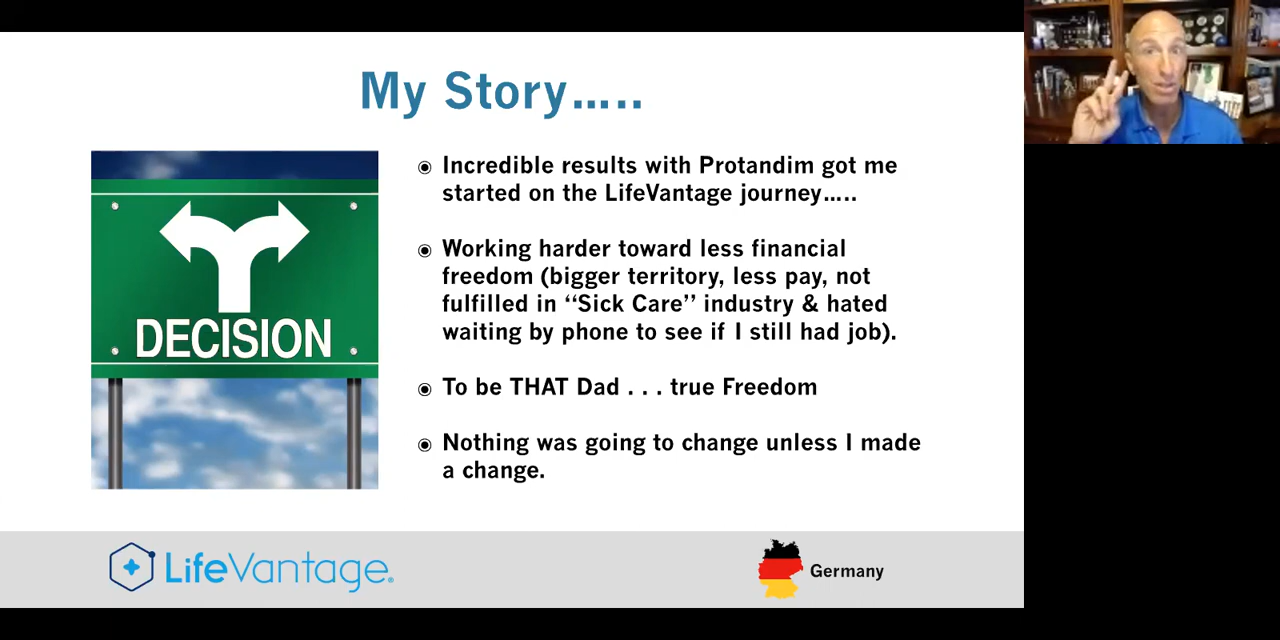 My Story.....
Incredible results with Protandim got me
started on the LifeVantage journey.....
Working harder toward less financial
freedom (bigger territory, less pay, not
fulfilled in “Sick Care” industry & hated
waiting by phone to see if I still had job).
To be THAT Dad . . . true Freedom
Nothing was going to change unless I made
a change.
DECISION
LifeVantage®
Germany